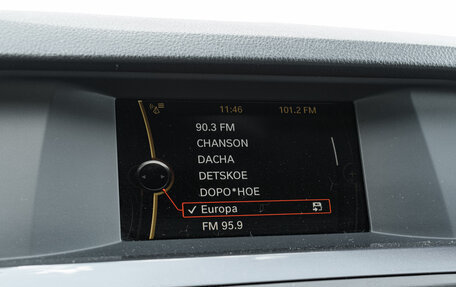 11:46 101.2 FM
90.3 FM
CHANSON
DACHA
DETSKOE
DOPO*HOE
✓ Europa
FM 95.9